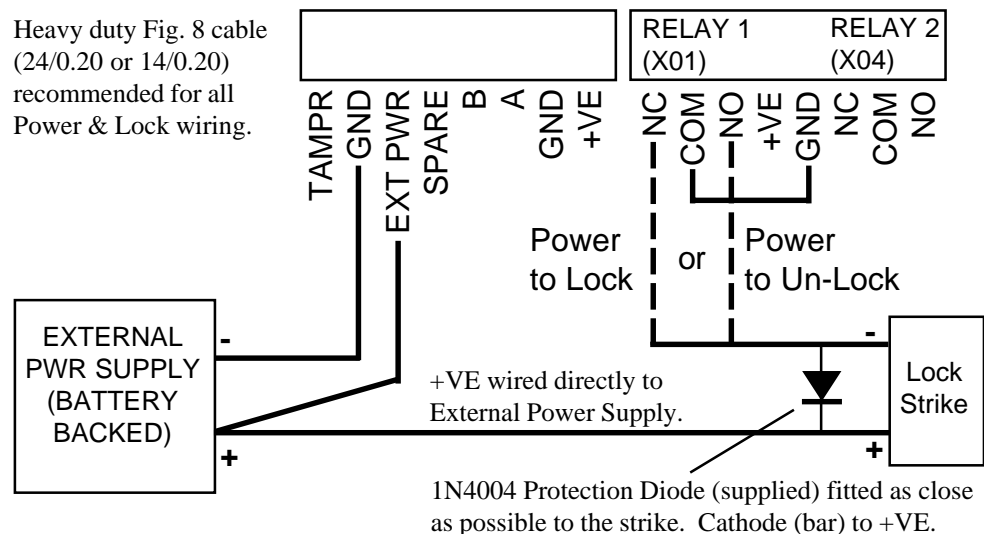 Heavy duty Fig. 8 cable
(24/0.20 or 14/0.20)
recommended for all
Power & Lock wiring.
RELAY 1
(X01)
RELAY 2
(X04)
TAMPR
GND
EXT PWR
SPARE
B
A
GND
+VE
NC
COM
NO
+VE
GND
NC
COM
NO
Power
to Lock
or
Power
to Un-Lock
EXTERNAL
PWR SUPPLY
(BATTERY
BACKED)
-
+
+VE wired directly to
External Power Supply.
-
+
Lock
Strike
1N4004 Protection Diode (supplied) fitted as close
as possible to the strike.  Cathode (bar) to +VE.